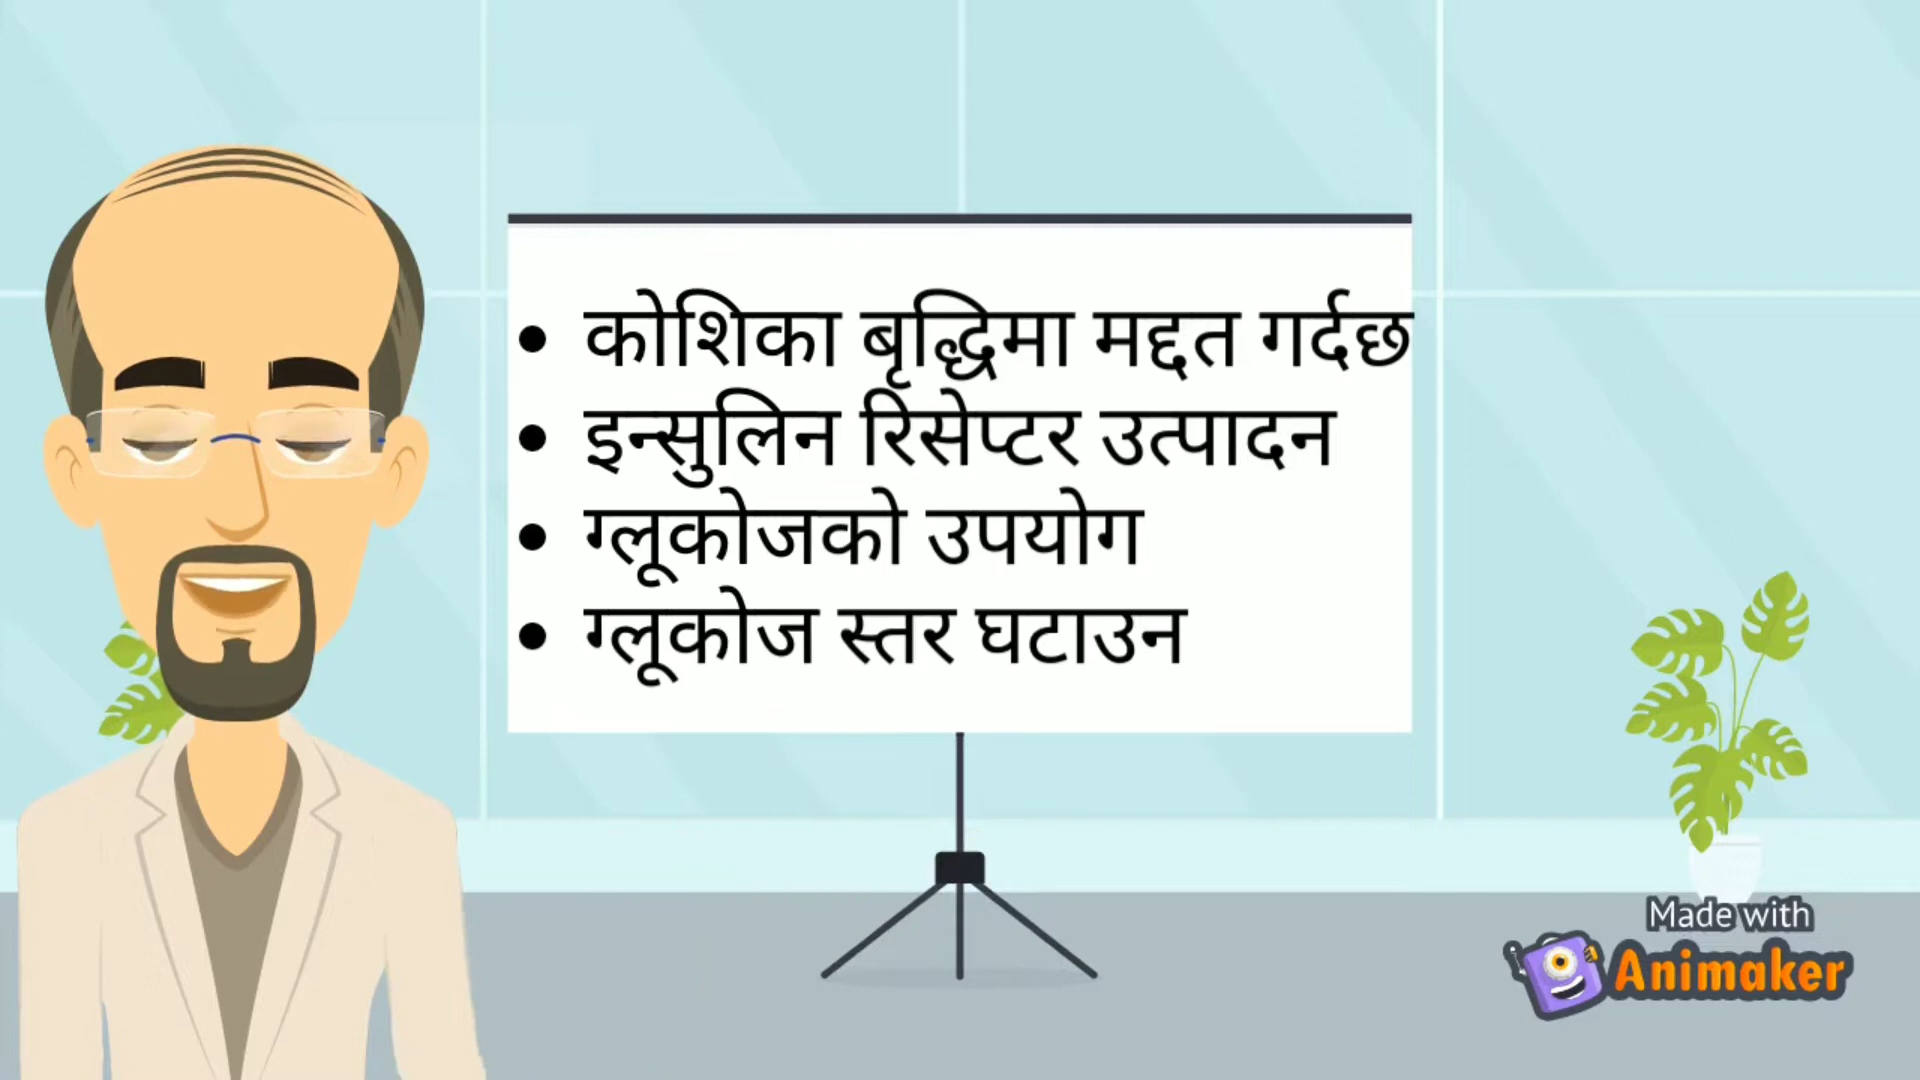 • कोशिका बृद्धिमा मद्दत गर्दछ
• इन्सुलिन रिसेप्टर उत्पादन
• ग्लूकोजको उपयोग
• ग्लूकोज स्तर घटाउन
Made with
Animaker